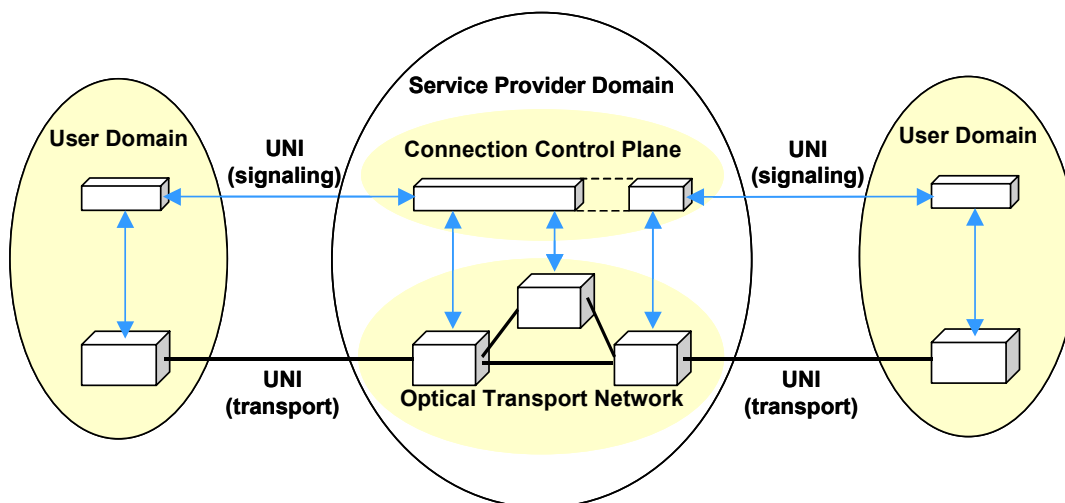 Service Provider Domain
User Domain
UNI
(signaling)
Connection Control Plane
UNI
(signaling)
User Domain
UNI
(transport)
Optical Transport Network
UNI
(transport)